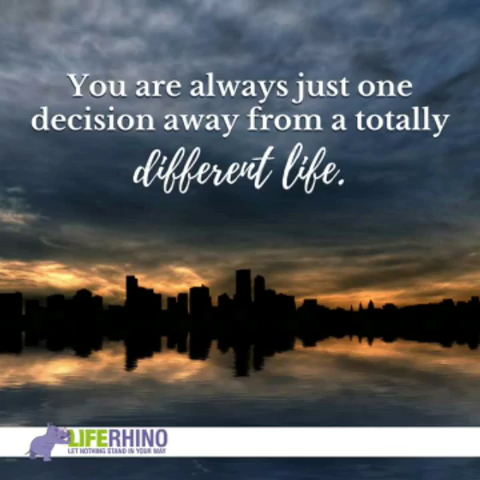 You are always just one
decision away from a totally
different life.
LIFERHINO
LET NOTHING STAND IN YOUR WAY